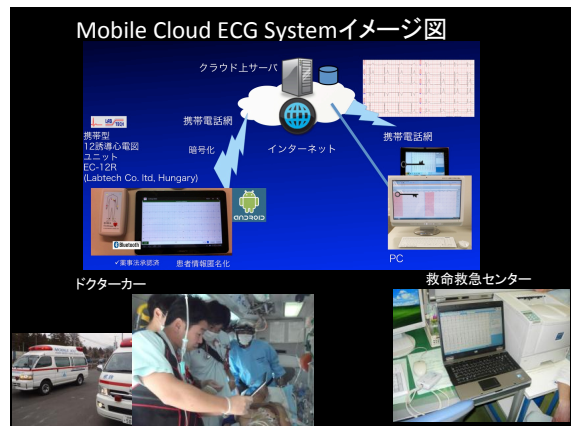 Mobile Cloud ECG Systemイメージ図
クラウド上サーバ
LAB TECH
携帯電話網
携帯電話網
携帯型
12誘導心電図
ユニット
EC-12R
(Labtech Co. ltd, Hungary)
暗号化
インターネット
ANDROID
Bluetooth
✓薬事法承認済
患者情報匿名化
PC
ドクターカー
救命救急センター